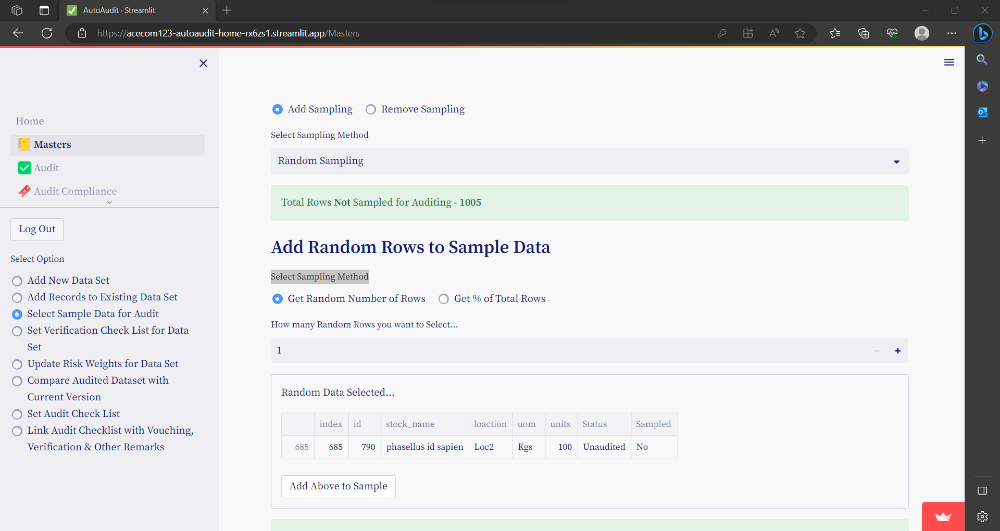 AutoAudit · Streamlit
https://acecom123-autoaudit-home-rx6zs1.streamlit.app/Masters
Home
Masters
Audit
Audit Compliance
Log Out
Select Option
Add New Data Set
Add Records to Existing Data Set
Select Sample Data for Audit
Set Verification Check List for Data
Set
Update Risk Weights for Data Set
Compare Audited Dataset with
Current Version
Set Audit Check List
Link Audit Checklist with Vouching,
Verification & Other Remarks
Add Sampling Remove Sampling
Select Sampling Method
Random Sampling
Total Rows Not Sampled for Auditing - 1005
Add Random Rows to Sample Data
Select Sampling Method
Get Random Number of Rows Get % of Total Rows
How many Random Rows you want to Select...
1
Random Data Selected...
index id stock_name loaction uom units Status Sampled
685 685 790 phasellus id sapien Loc2 Kgs 100 Unaudited No
Add Above to Sample